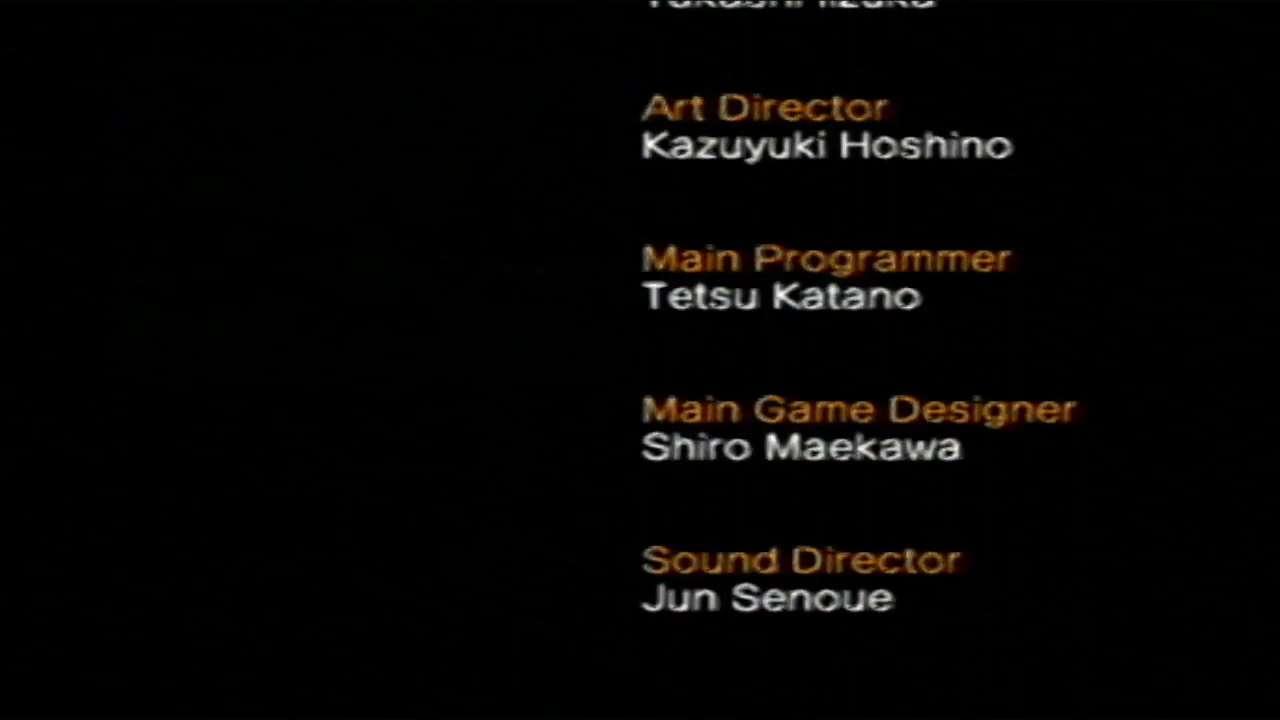 Art Director
Kazuyuki Hoshino
Main Programmer
Tetsu Katano
Main Game Designer
Shiro Maekawa
Sound Director
Jun Senoue